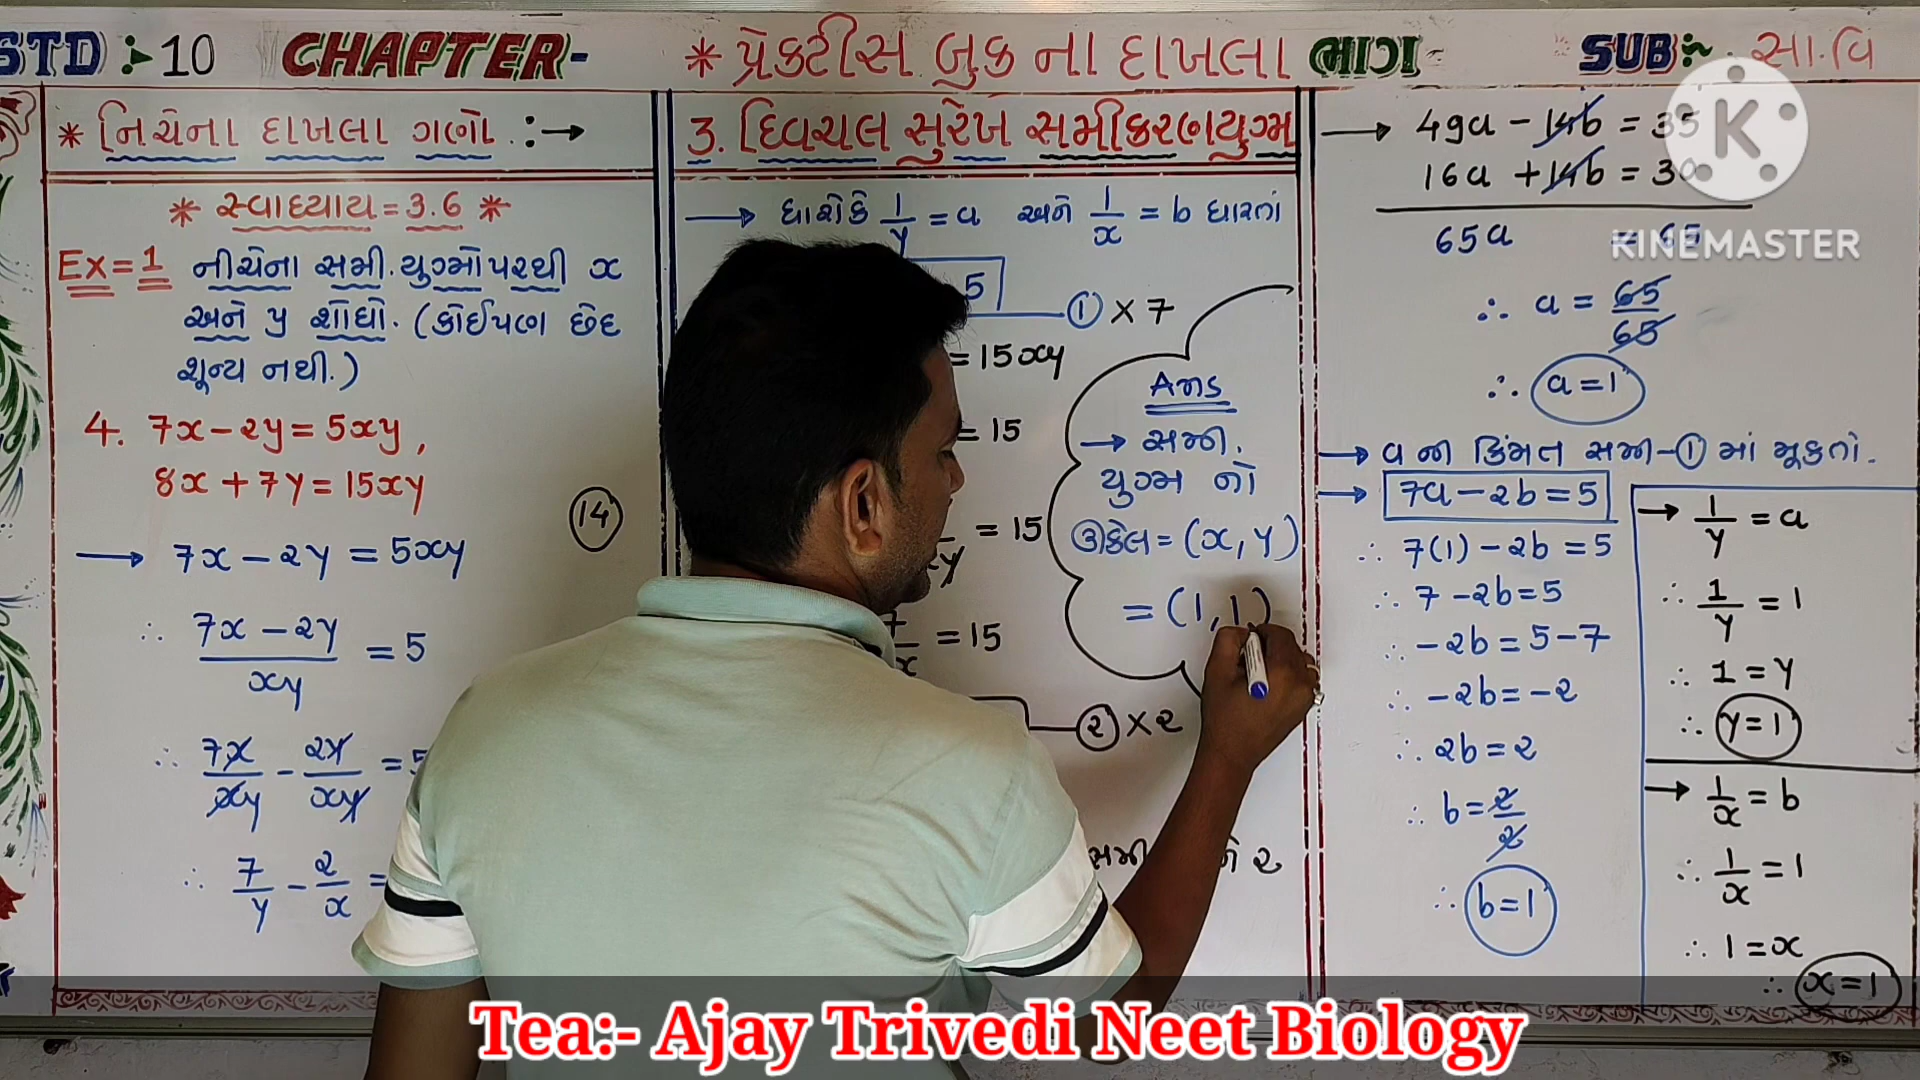 STD :- 10 CHAPTER- * પ્રેક્ટીસ બુક ના દાખલા ભાગ SUB:~ સા.વિ
* નિચેના દાખલા ગણો. :→
* સ્વાધ્યાય = 3.6 *
Ex = 1 નીચેના સમી. યુગ્મો પરથી x
અને y શોધો. (કોઈપણ છેદ
શૂન્ય નથી.)
4. 7x - 2y = 5xy,
8x + 7y = 15xy
14
→ 7x - 2y = 5xy
∴ (7x - 2y)/xy = 5
∴ 7x/xy - 2y/xy = 5
∴ 7/y - 2/x =
3. દ્વિચલ સુરેખ સમીકરણયુગ્મ
→ ધારોકે 1/y = a અને 1/x = b ધારતાં
5 ① × 7
= 15xy
= 15
= 15
= 15
② × 2
સમી
Ans
→ સમી.
યુગ્મ નો
ઉકેલ = (x, y)
= (1, 1)
→ 49a - 14b = 35
16a + 14b = 30
65a = 65
∴ a = 65/65
∴ a = 1
→ a ની કિંમત સમી-① માં મૂકતાં.
→ 7a - 2b = 5
∴ 7(1) - 2b = 5
∴ 7 - 2b = 5
∴ -2b = 5 - 7
∴ -2b = -2
∴ 2b = 2
∴ b = 2/2
∴ b = 1
→ 1/y = a
∴ 1/y = 1
∴ 1 = y
∴ y = 1
→ 1/x = b
∴ 1/x = 1
∴ 1 = x
∴ x = 1
K
KINEMASTER
Tea:- Ajay Trivedi Neet Biology